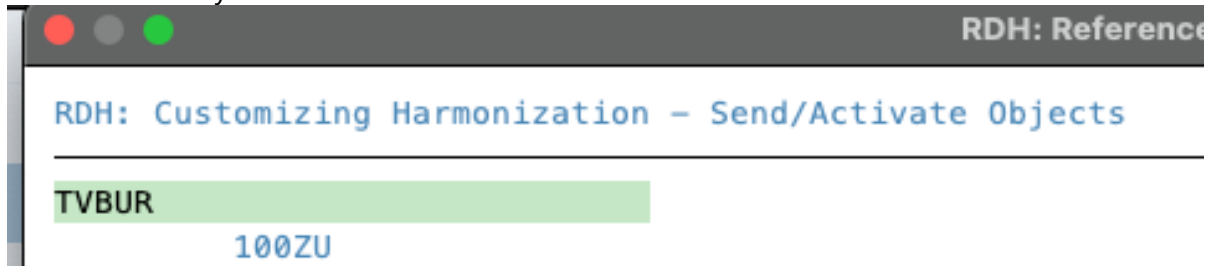 RDH: Reference
RDH: Customizing Harmonization – Send/Activate Objects
TVBUR
100ZU